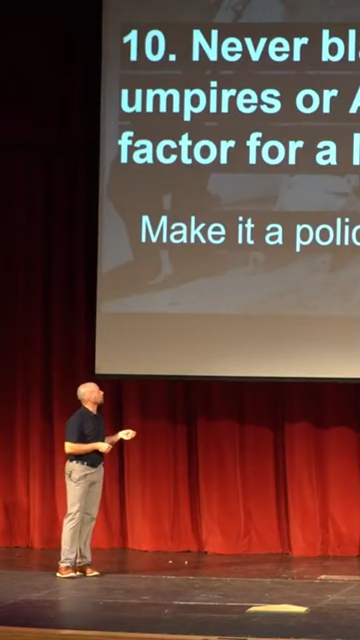 10. Never bl
umpires or
factor for a
Make it a polic